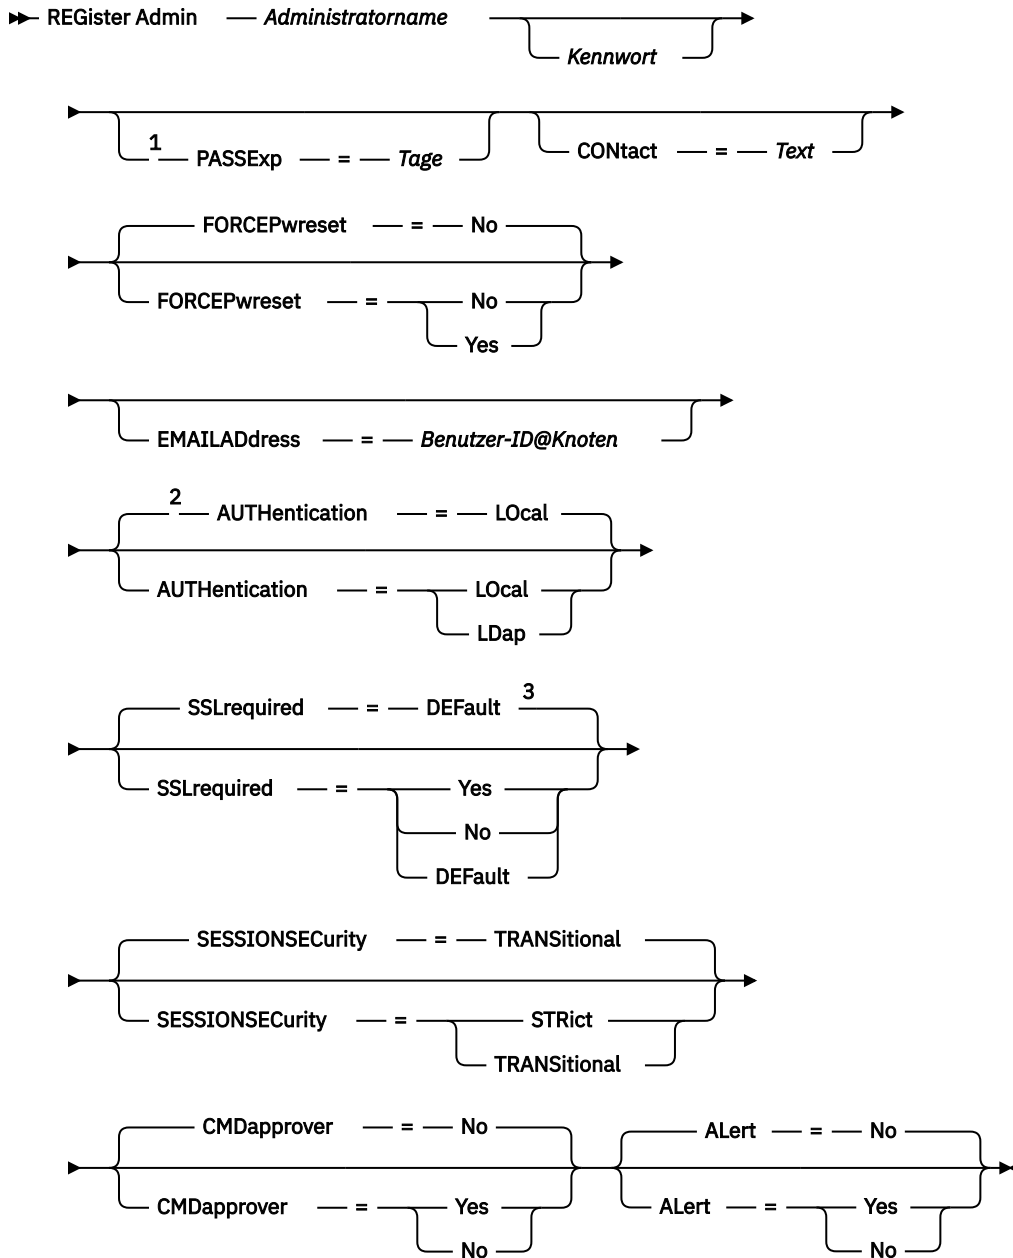 REGister Admin Administratorname
Kennwort
1 PASSExp = Tage
CONtact = Text
FORCEPwreset = No
FORCEPwreset = No
Yes
EMAILADdress = Benutzer-ID@Knoten
2 AUTHentication = LOcal
AUTHentication = LOcal
LDap
SSLrequired = DEFault 3
SSLrequired = Yes
No
DEFault
SESSIONSECurity = TRANSitional
SESSIONSECurity = STRict
TRANSitional
CMDapprover = No
CMDapprover = Yes
No
ALert = No
ALert = Yes
No